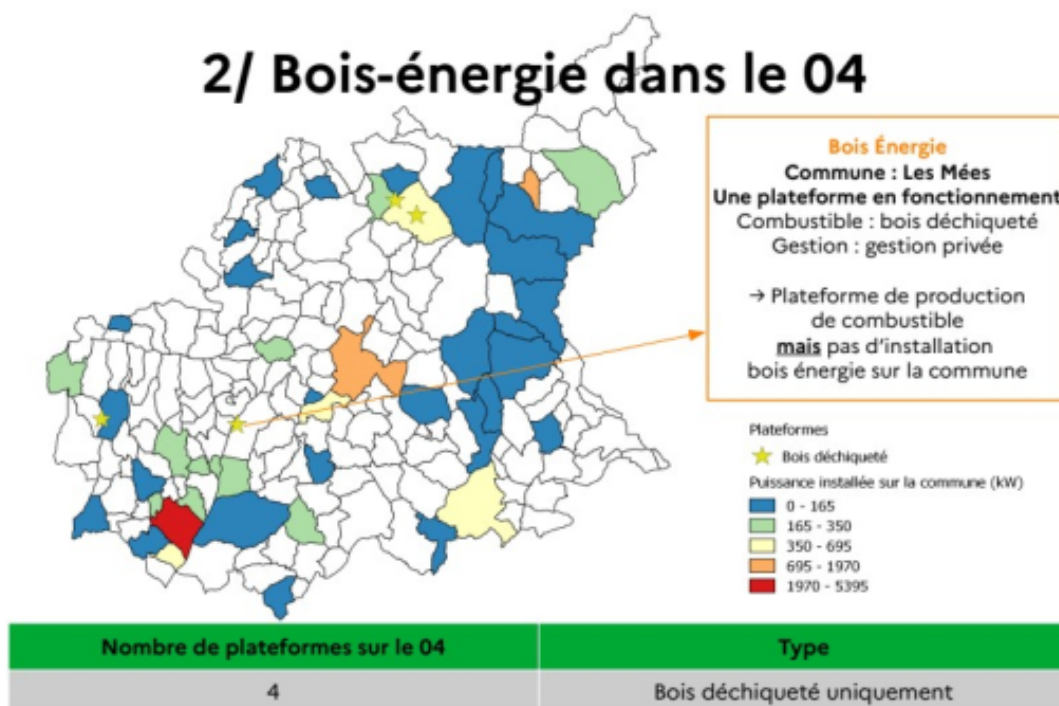 2/ Bois-énergie dans le 04
Bois Énergie
Commune : Les Mées
Une plateforme en fonctionnement
Combustible : bois déchiqueté
Gestion : gestion privée
→ Plateforme de production
de combustible
mais pas d'installation
bois énergie sur la commune
Plateformes
Bois déchiqueté
Puissance installée sur la commune (kW)
0 - 165
165 - 350
350 - 695
695 - 1970
1970 - 5395
Nombre de plateformes sur le 04
Type
4
Bois déchiqueté uniquement